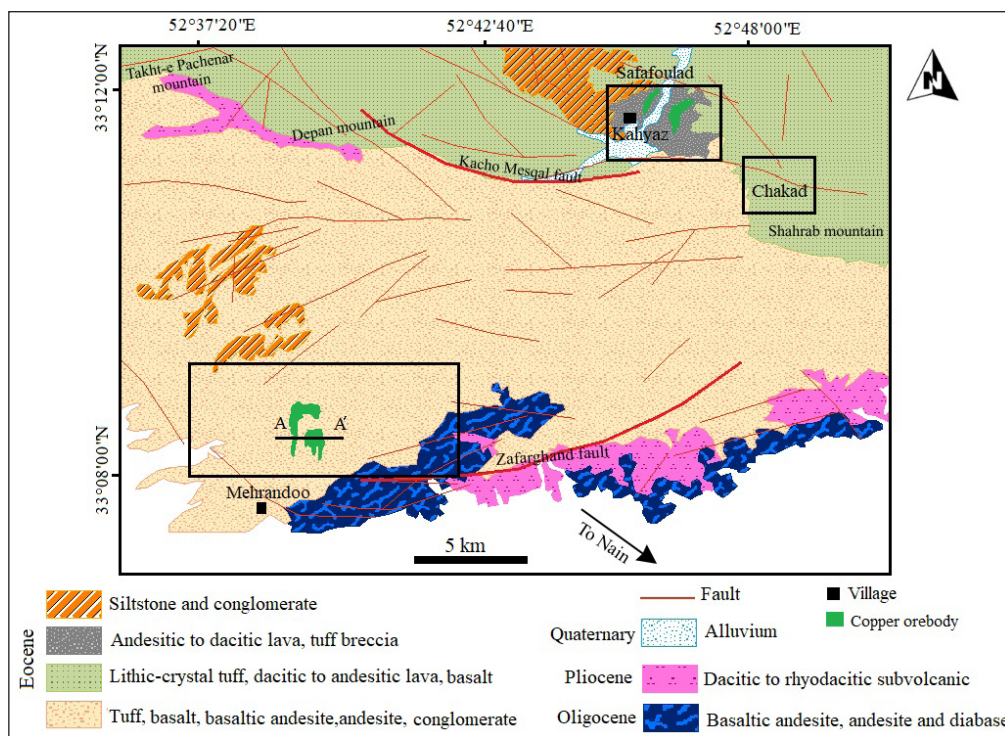 52°37'20"E
52°42'40"E
52°48'00"E
33°12'00"N
33°08'00"N
N
Takht-e Pachenar
mountain
Depan mountain
Safafoulad
Kahyaz
Kacho Mesqal fault
Chakad
Shahrab mountain
A
A′
Mehrandoo
Zafarghand fault
To Nain
5 km
Eocene
Siltstone and conglomerate
Andesitic to dacitic lava, tuff breccia
Lithic-crystal tuff, dacitic to andesitic lava, basalt
Tuff, basalt, basaltic andesite,andesite, conglomerate
Fault
Village
Copper orebody
Quaternary
Alluvium
Pliocene
Dacitic to rhyodacitic subvolcanic
Oligocene
Basaltic andesite, andesite and diabase